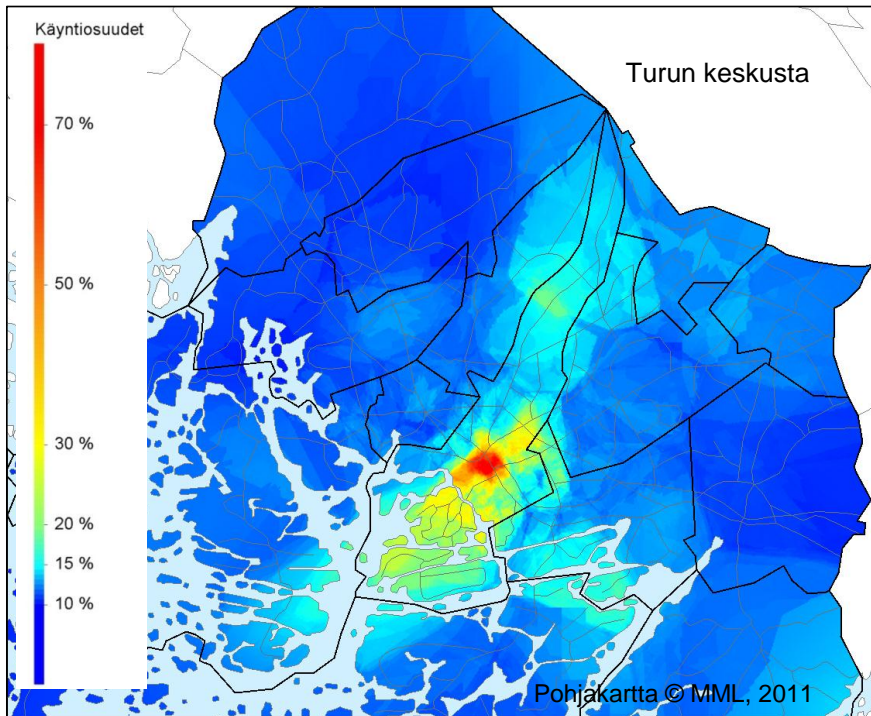 Käyntiosuudet
Turun keskusta
70 %
50 %
30 %
20 %
15 %
10 %
Pohjakartta © MML, 2011